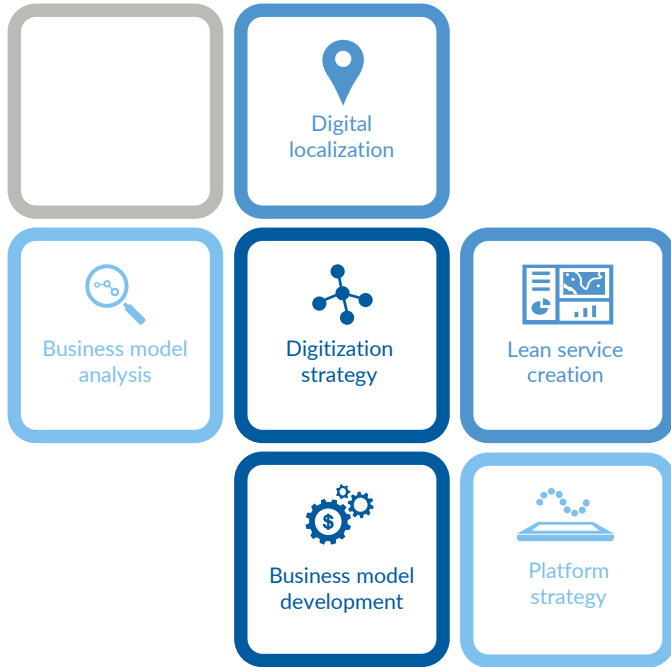 Digital
localization
Business model
analysis
Digitization
strategy
Lean service
creation
$
Business model
development
Platform
strategy